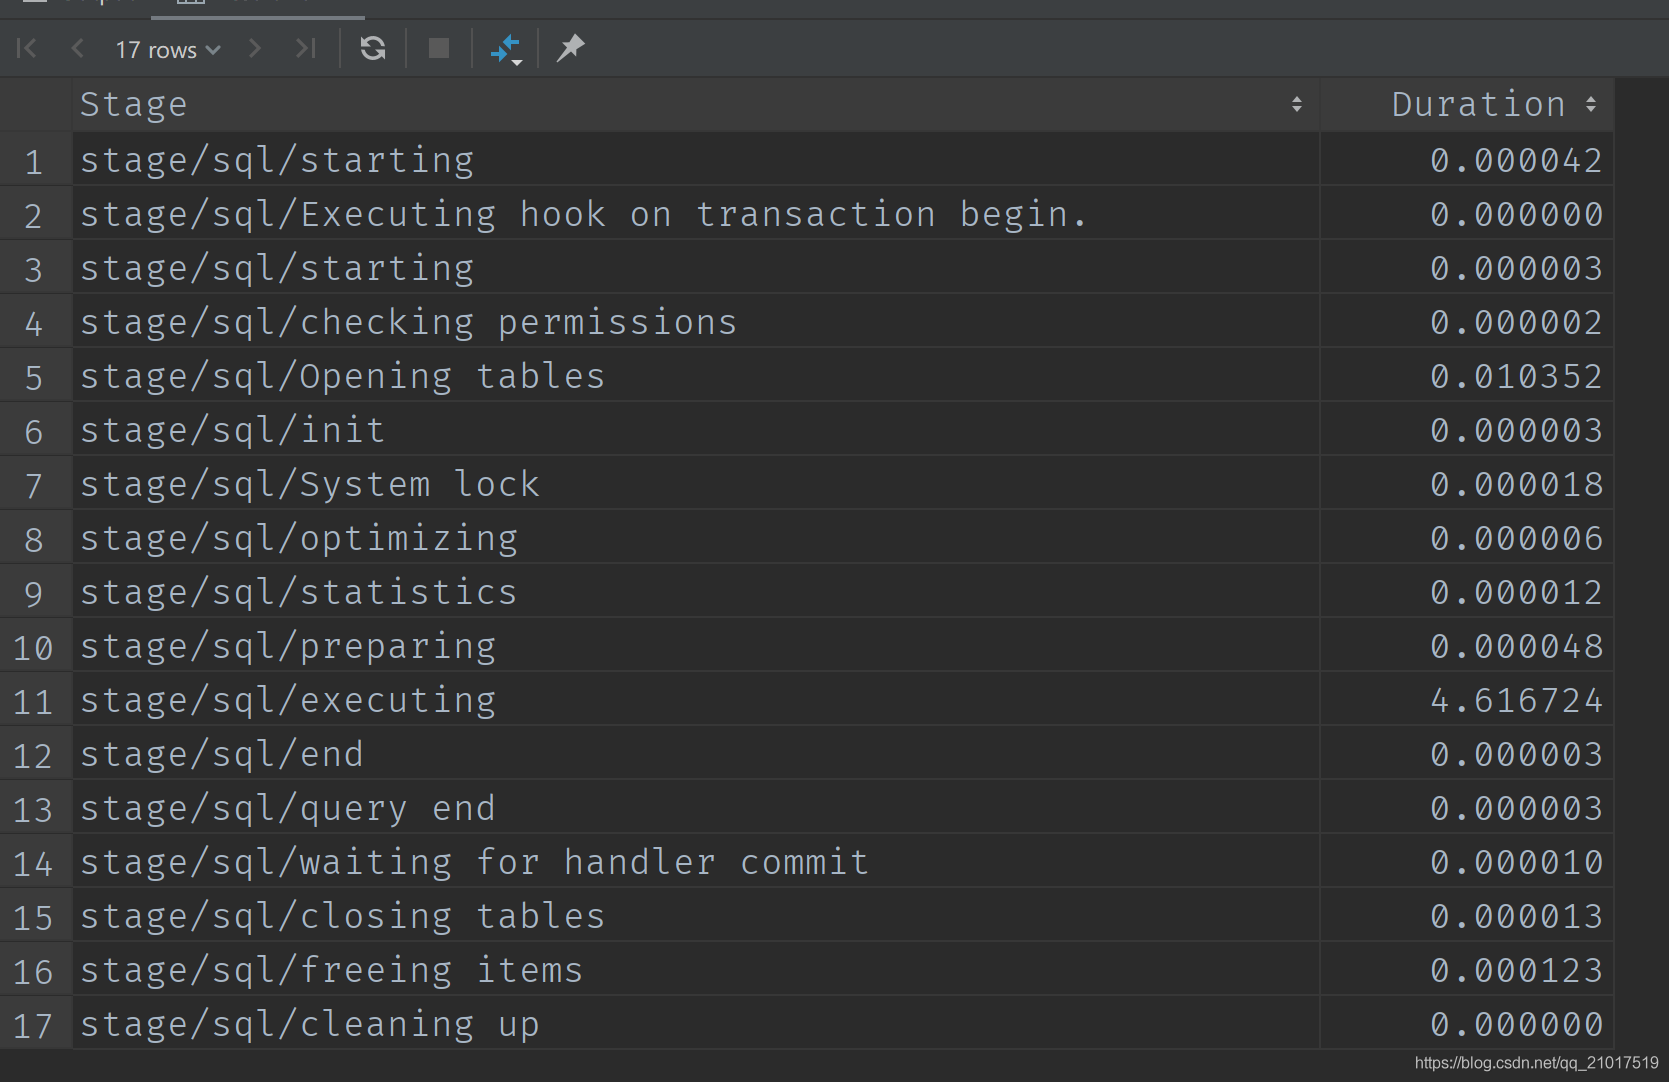 17 rows
Stage Duration
1 stage/sql/starting 0.000042
2 stage/sql/Executing hook on transaction begin. 0.000000
3 stage/sql/starting 0.000003
4 stage/sql/checking permissions 0.000002
5 stage/sql/Opening tables 0.010352
6 stage/sql/init 0.000003
7 stage/sql/System lock 0.000018
8 stage/sql/optimizing 0.000006
9 stage/sql/statistics 0.000012
10 stage/sql/preparing 0.000048
11 stage/sql/executing 4.616724
12 stage/sql/end 0.000003
13 stage/sql/query end 0.000003
14 stage/sql/waiting for handler commit 0.000010
15 stage/sql/closing tables 0.000013
16 stage/sql/freeing items 0.000123
17 stage/sql/cleaning up 0.000000
https://blog.csdn.net/qq_21017519